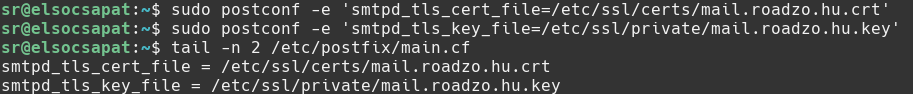 sr@elsocsapat:~$ sudo postconf -e 'smtpd_tls_cert_file=/etc/ssl/certs/mail.roadzo.hu.crt'
sr@elsocsapat:~$ sudo postconf -e 'smtpd_tls_key_file=/etc/ssl/private/mail.roadzo.hu.key'
sr@elsocsapat:~$ tail -n 2 /etc/postfix/main.cf
smtpd_tls_cert_file = /etc/ssl/certs/mail.roadzo.hu.crt
smtpd_tls_key_file = /etc/ssl/private/mail.roadzo.hu.key